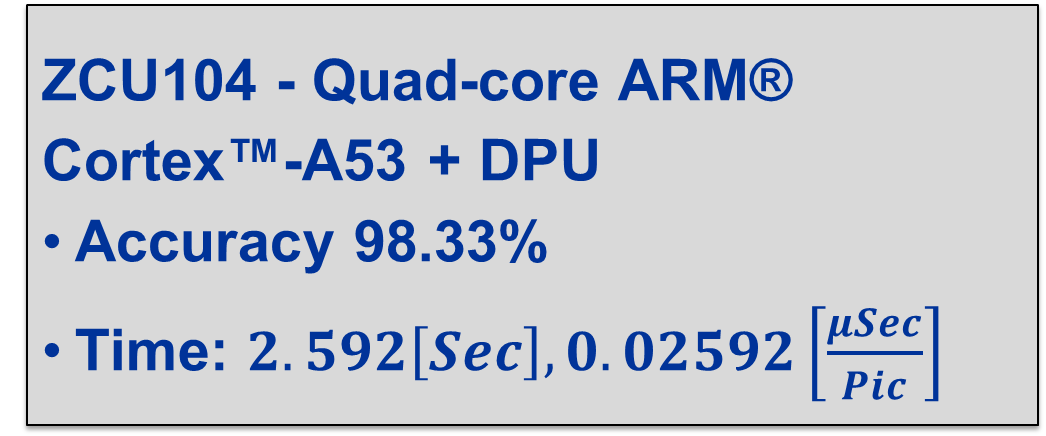 ZCU104 - Quad-core ARM®
Cortex™-A53 + DPU
• Accuracy 98.33%
• Time: 2.592[Sec], 0.02592 [μSec/Pic]